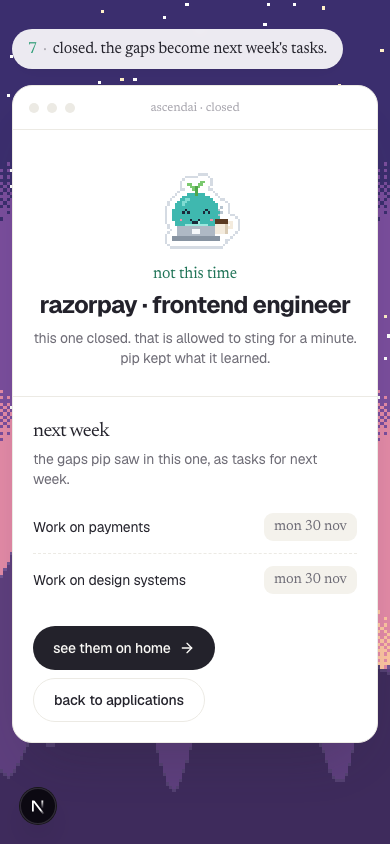 7 · closed. the gaps become next week's tasks.
ascendai · closed
not this time
razorpay · frontend engineer
this one closed. that is allowed to sting for a minute.
pip kept what it learned.
next week
the gaps pip saw in this one, as tasks for next
week.
Work on payments
mon 30 nov
Work on design systems
mon 30 nov
see them on home →
back to applications
N